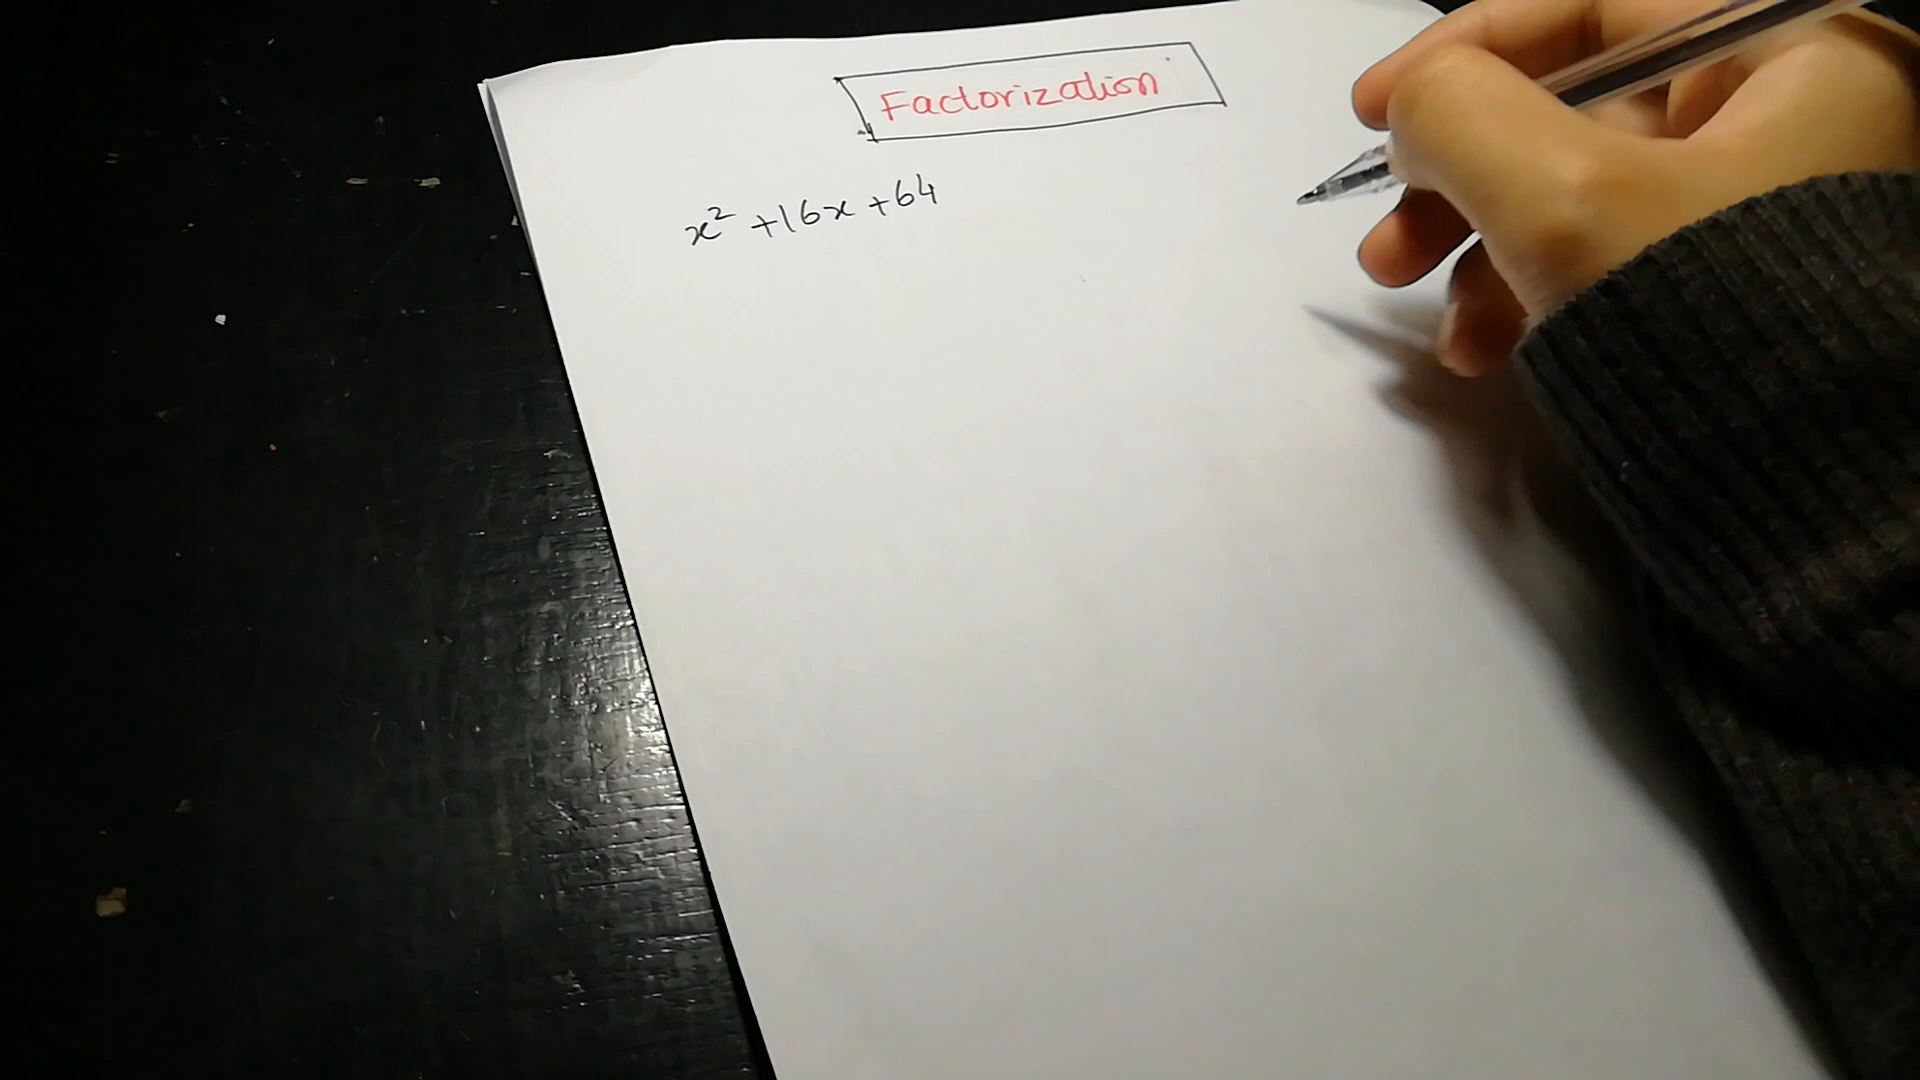 Factorization
x² +16x +64